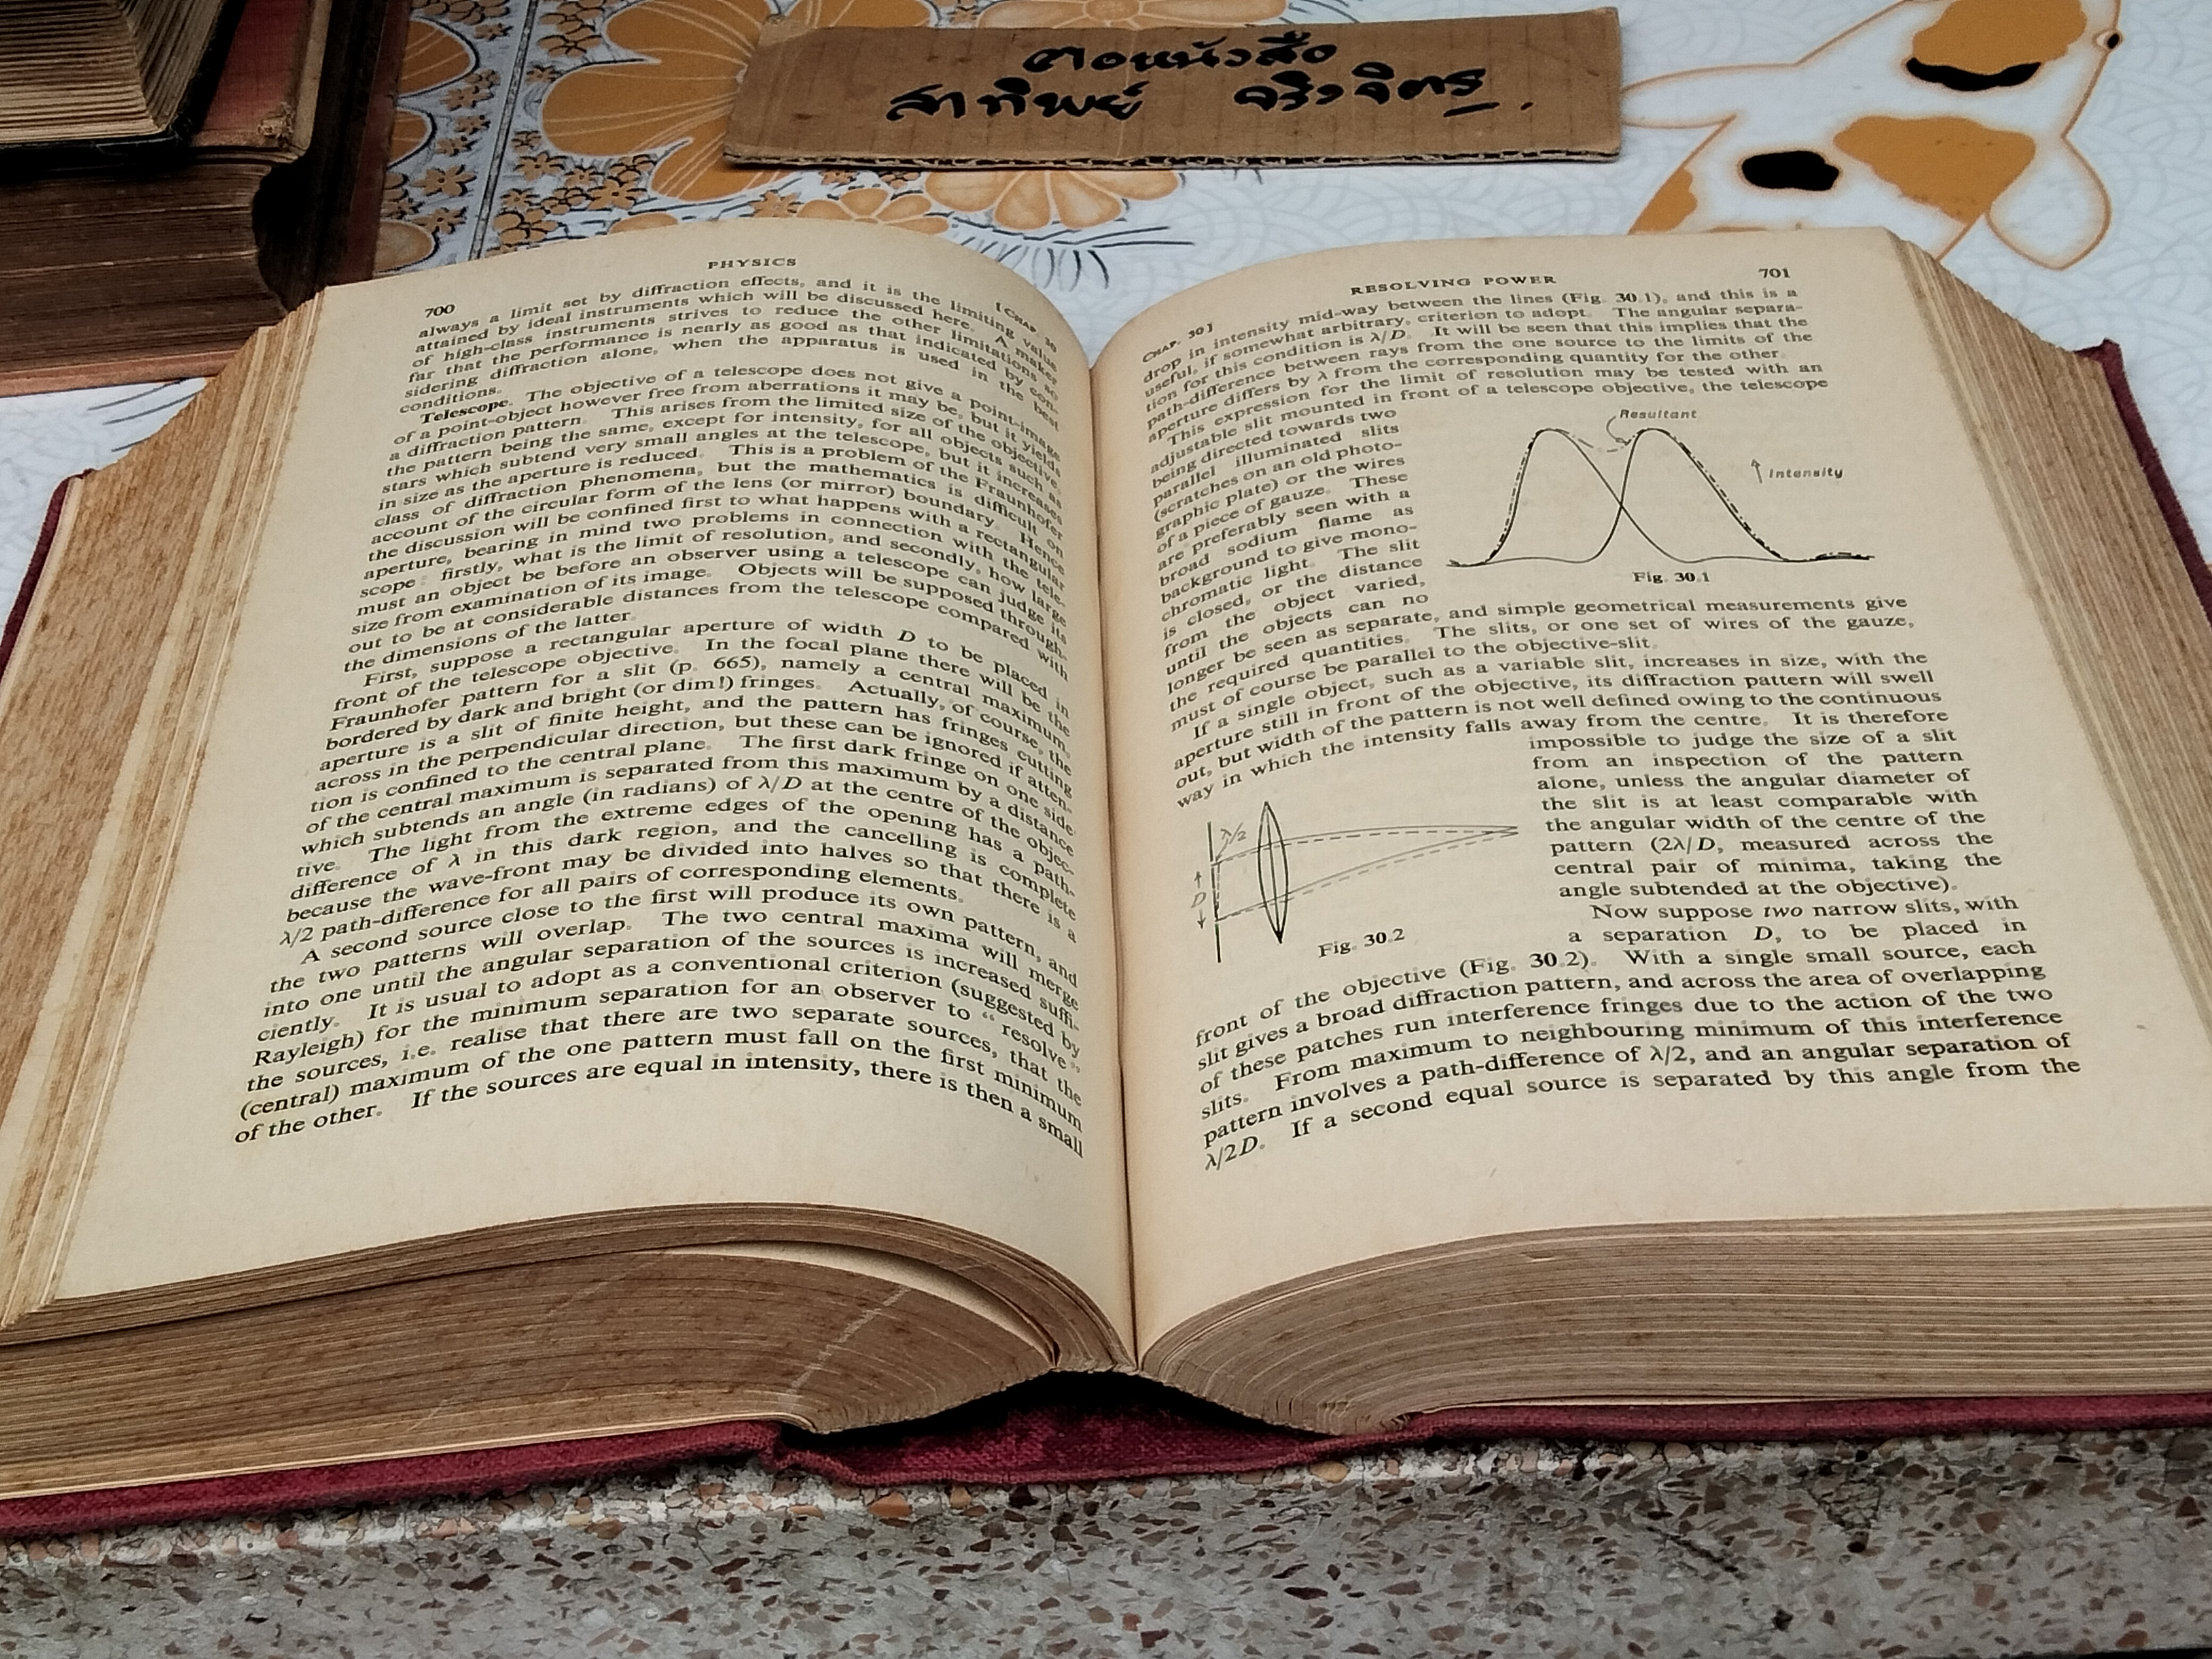 ตอหนังสือ
สาทิพย์ จริงจิตร.
PHYSICS
700
[CHAP. 30
always a limit set by diffraction effects, and it is the limiting value
attained by ideal instruments which will be discussed here. A maker
of high-class instruments strives to reduce the other limitations so
far that the performance is nearly as good as that indicated by con-
sidering diffraction alone, when the apparatus is used in the best
conditions.
Telescope. The objective of a telescope does not give a point-image
of a point-object however free from aberrations it may be, but it yields
a diffraction pattern. This arises from the limited size of the objective,
the pattern being the same, except for intensity, for all objects such as
stars which subtend very small angles at the telescope, but it increases
in size as the aperture is reduced. This is a problem of the Fraunhofer
class of diffraction phenomena, but the mathematics is difficult on
account of the circular form of the lens (or mirror) boundary. Hence
the discussion will be confined first to what happens with a rectangular
aperture, bearing in mind two problems in connection with the tele-
scope: firstly, what is the limit of resolution, and secondly, how large
must an object be before an observer using a telescope can judge its
size from examination of its image. Objects will be supposed through-
out to be at considerable distances from the telescope compared with
the dimensions of the latter.
First, suppose a rectangular aperture of width D to be placed in
front of the telescope objective. In the focal plane there will be the
Fraunhofer pattern for a slit (p. 665), namely a central maximum,
bordered by dark and bright (or dim!) fringes. Actually, of course, the
aperture is a slit of finite height, and the pattern has fringes cutting
across in the perpendicular direction, but these can be ignored if atten-
tion is confined to the central plane. The first dark fringe on one side
of the central maximum is separated from this maximum by a distance
which subtends an angle (in radians) of λ/D at the centre of the objec-
tive. The light from the extreme edges of the opening has a path-
difference of λ in this dark region, and the cancelling is complete
because the wave-front may be divided into halves so that there is a
λ/2 path-difference for all pairs of corresponding elements.
A second source close to the first will produce its own pattern, and
the two patterns will overlap. The two central maxima will merge
into one until the angular separation of the sources is increased suffi-
ciently. It is usual to adopt as a conventional criterion (suggested by
Rayleigh) for the minimum separation for an observer to “ resolve ”
the sources, i.e. realise that there are two separate sources, that the
(central) maximum of the one pattern must fall on the first minimum
of the other. If the sources are equal in intensity, there is then a small
CHAP. 30]
RESOLVING POWER
701
drop in intensity mid-way between the lines (Fig. 30.1), and this is a
useful, if somewhat arbitrary, criterion to adopt. The angular separa-
tion for this condition is λ/D. It will be seen that this implies that the
path-difference between rays from the one source to the limits of the
aperture differs by λ from the corresponding quantity for the other.
This expression for the limit of resolution may be tested with an
adjustable slit mounted in front of a telescope objective, the telescope
being directed towards two
parallel illuminated slits
(scratches on an old photo-
graphic plate) or the wires
of a piece of gauze. These
are preferably seen with a
broad sodium flame as
background to give mono-
chromatic light. The slit
is closed, or the distance
from the object varied,
until the objects can no
Resultant
Intensity
Fig. 30.1
longer be seen as separate, and simple geometrical measurements give
the required quantities. The slits, or one set of wires of the gauze,
must of course be parallel to the objective-slit.
If a single object, such as a variable slit, increases in size, with the
aperture still in front of the objective, its diffraction pattern will swell
out, but width of the pattern is not well defined owing to the continuous
way in which the intensity falls away from the centre. It is therefore
impossible to judge the size of a slit
from an inspection of the pattern
alone, unless the angular diameter of
the slit is at least comparable with
the angular width of the centre of the
pattern (2λ/D, measured across the
central pair of minima, taking the
angle subtended at the objective).
λ/2
D
Fig. 30.2
Now suppose two narrow slits, with
a separation D, to be placed in
front of the objective (Fig. 30.2). With a single small source, each
slit gives a broad diffraction pattern, and across the area of overlapping
of these patches run interference fringes due to the action of the two
slits. From maximum to neighbouring minimum of this interference
pattern involves a path-difference of λ/2, and an angular separation of
λ/2D. If a second equal source is separated by this angle from the